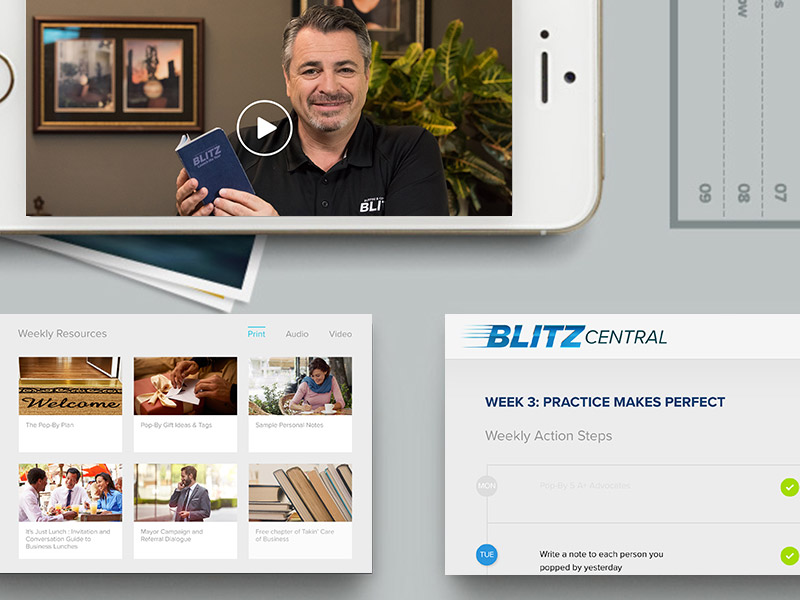 BLITZ
BLITZ
09
08
07
Weekly Resources
Print
Audio
Video
Welcome
The Pop-By Plan
Pop-By Gift Ideas & Tags
Sample Personal Notes
It's Just Lunch : Invitation and
Conversation Guide to
Business Lunches
Mayor Campaign and
Referral Dialogue
Free chapter of Takin' Care
of Business
BLITZ CENTRAL
WEEK 3: PRACTICE MAKES PERFECT
Weekly Action Steps
MON
Pop-By 8 A+ Advocates
TUE
Write a note to each person you
popped by yesterday